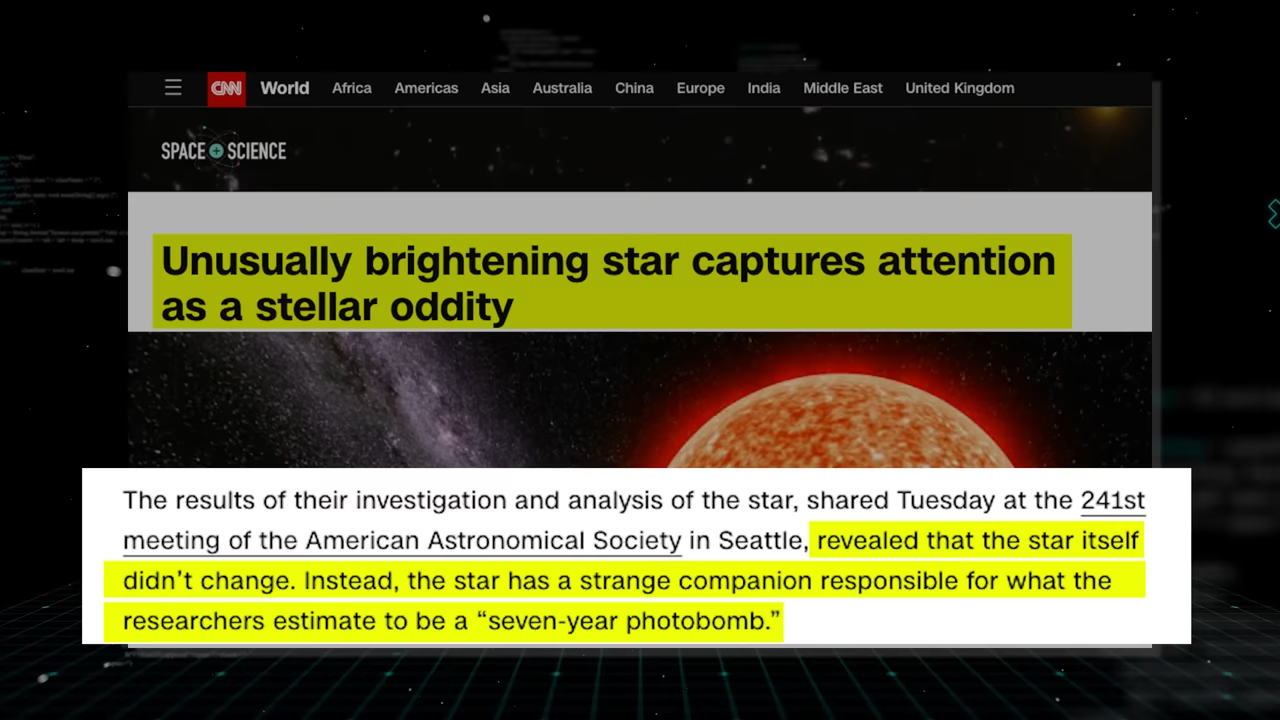 CNN World Africa Americas Asia Australia China Europe India Middle East United Kingdom
SPACE + SCIENCE
Unusually brightening star captures attention
as a stellar oddity
The results of their investigation and analysis of the star, shared Tuesday at the 241st
meeting of the American Astronomical Society in Seattle, revealed that the star itself
didn’t change. Instead, the star has a strange companion responsible for what the
researchers estimate to be a “seven-year photobomb.”